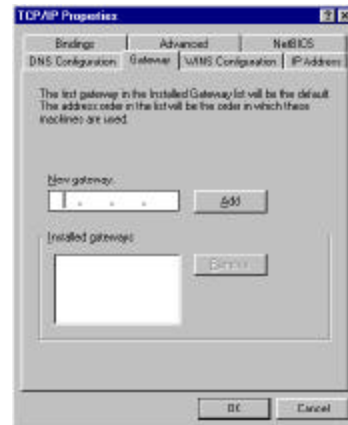 TCP/IP Properties
Bindings Advanced NetBIOS
DNS Configuration Gateway WINS Configuration IP Address
The first gateway in the Installed Gateway list will be the default.
The address order in the list will be the order in which these
machines are used.
New gateway:
Add
Installed gateways:
Remove
OK Cancel